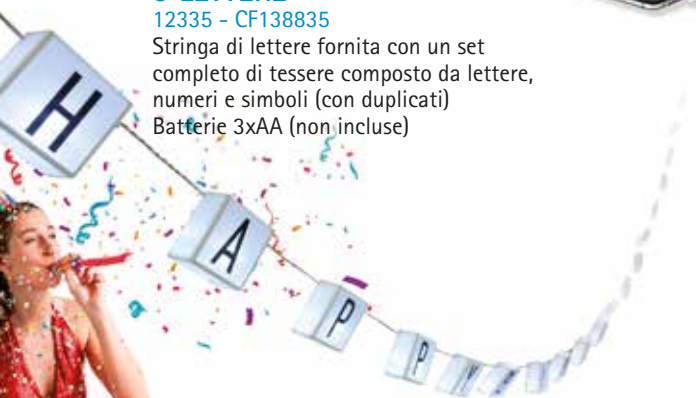 12335 - CF138835
Stringa di lettere fornita con un set
completo di tessere composto da lettere,
numeri e simboli (con duplicati)
Batterie 3xAA (non incluse)
H
A
P
P
Y